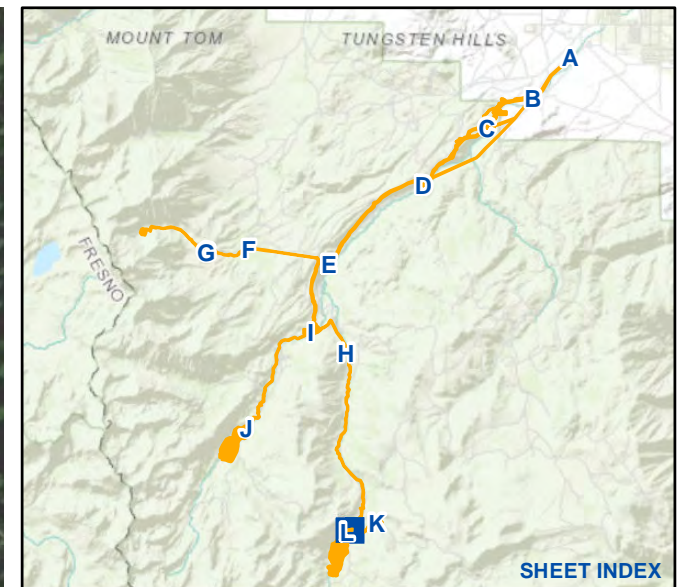 MOUNT TOM
TUNGSTEN HILLS
A
B
C
D
G
F
E
FRESNO
I
H
J
L
K
SHEET INDEX